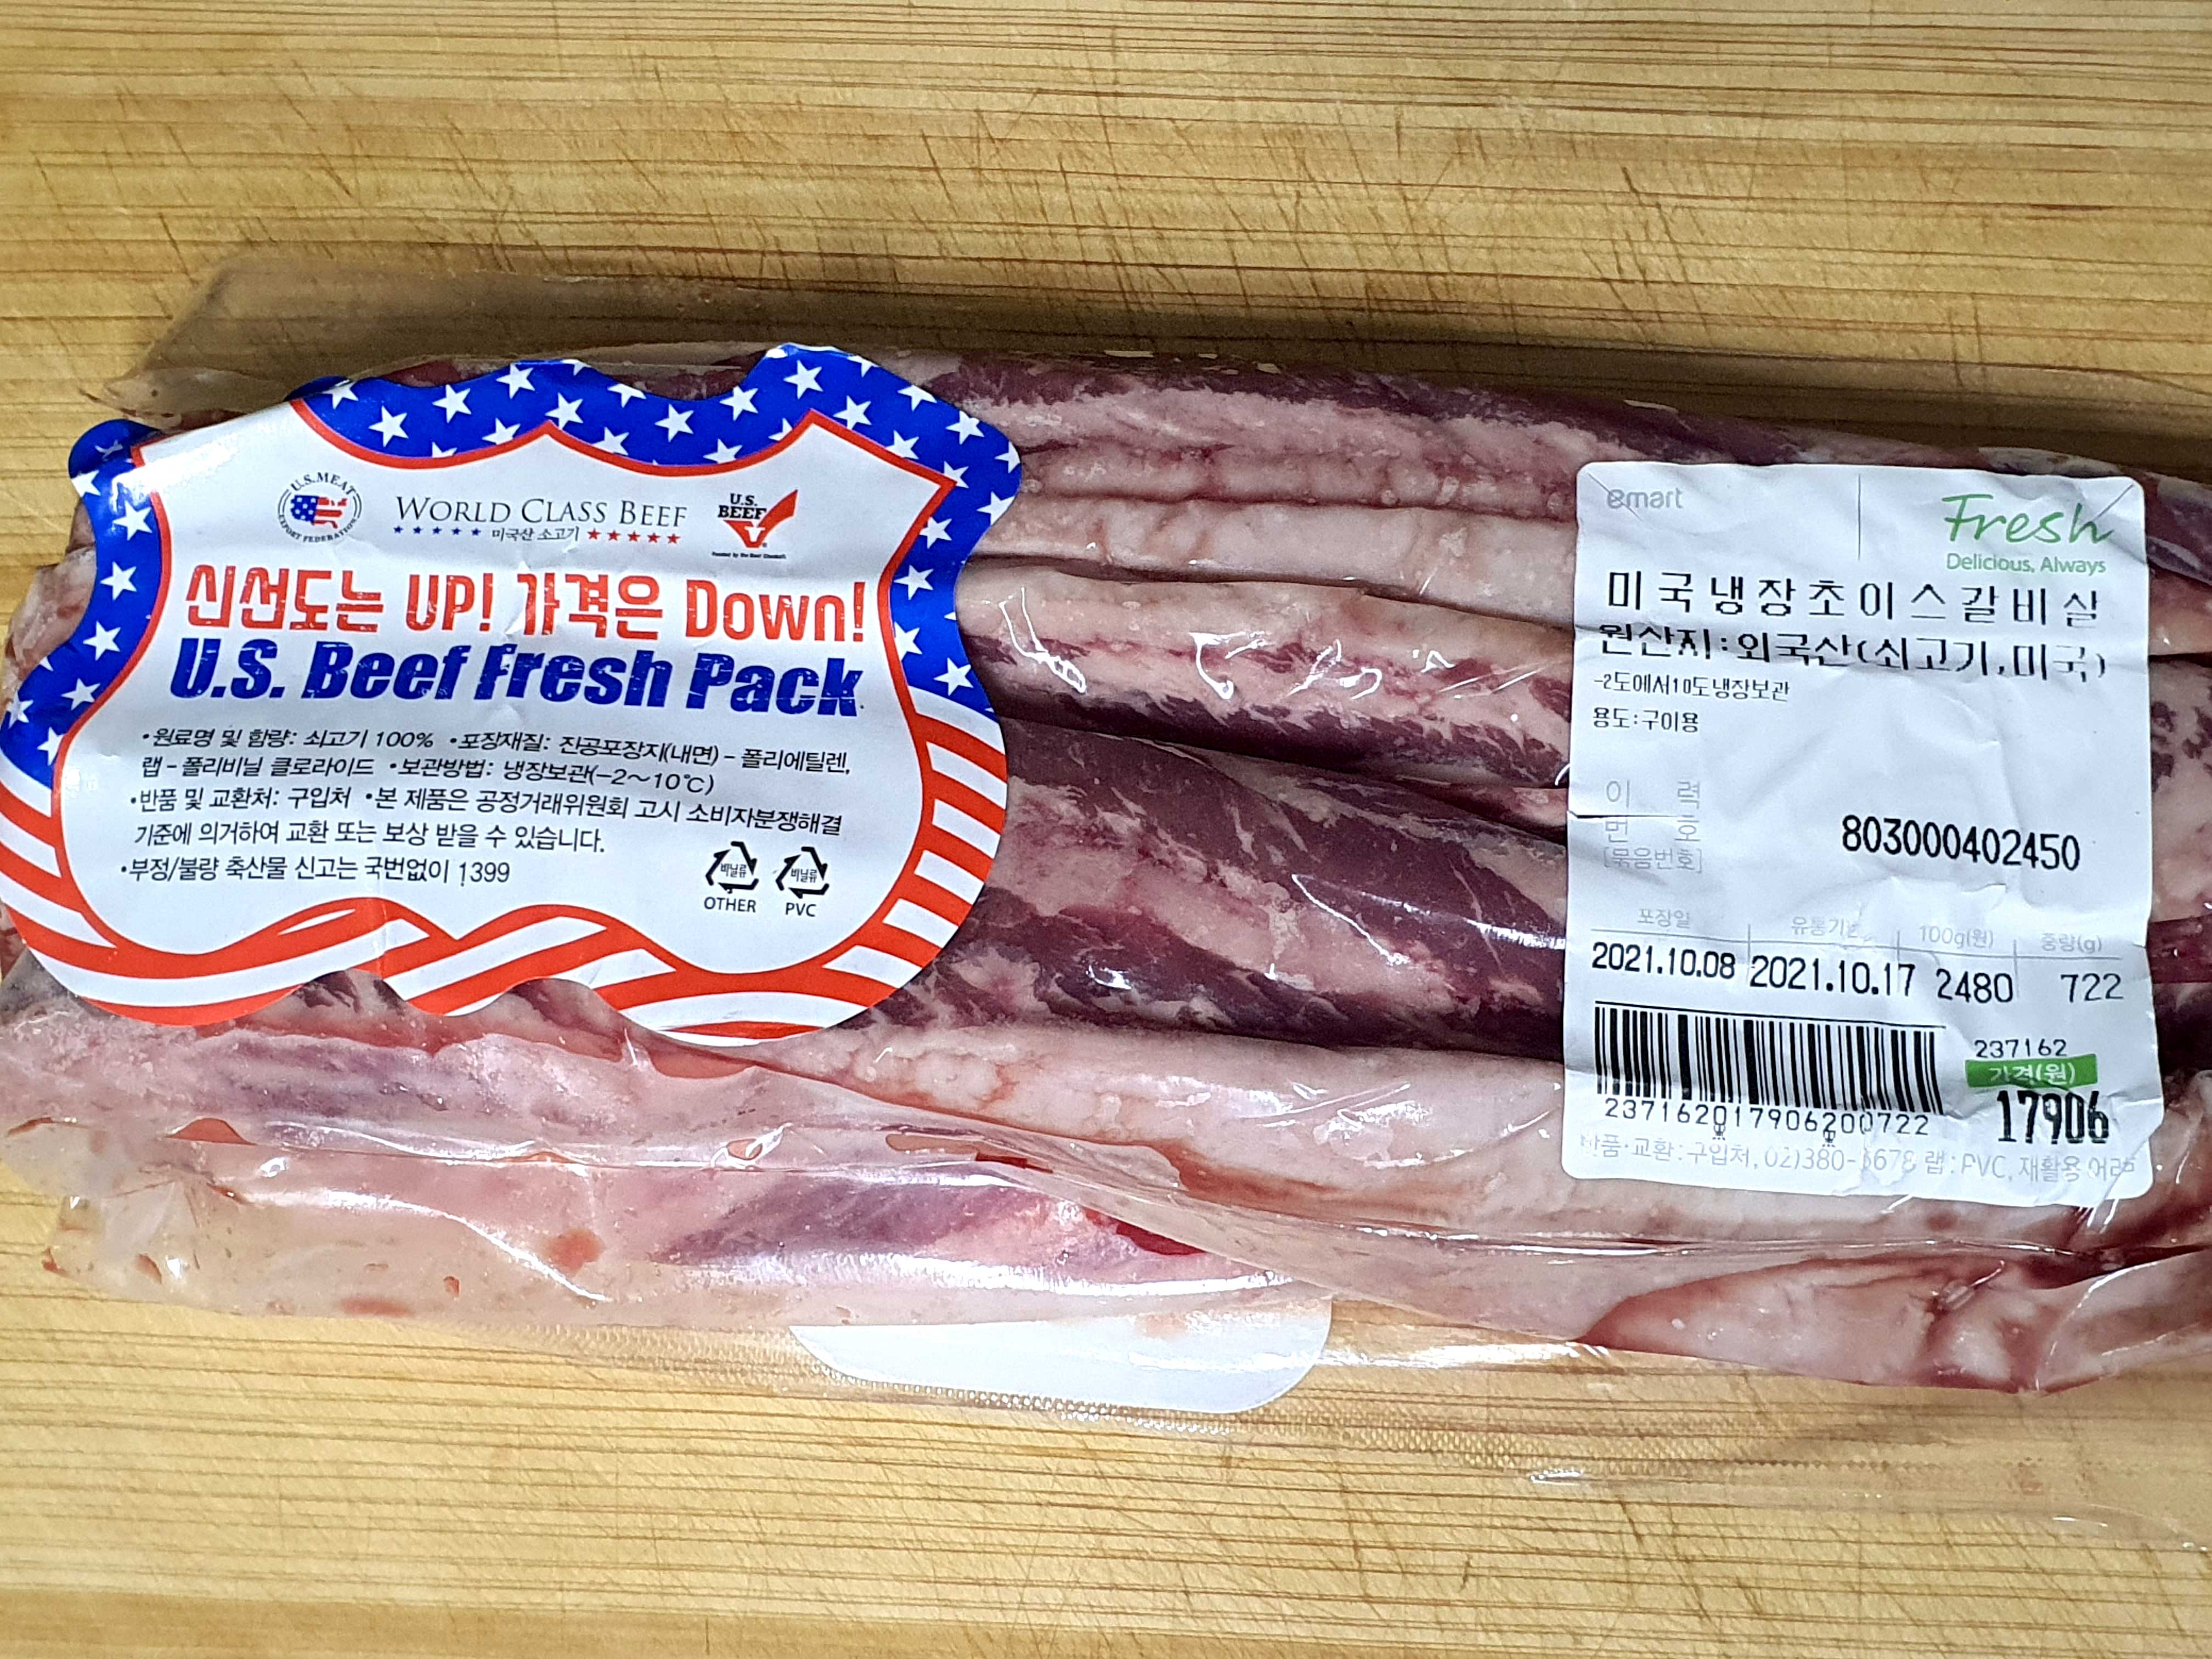 U.S. MEAT
EXPORT FEDERATION
WORLD CLASS BEEF
미국산 소고기
U.S.
BEEF
신선도는 UP! 가격은 Down!
U.S. Beef Fresh Pack
•원료명 및 함량: 쇠고기 100% •포장재질: 진공포장지(내면) – 폴리에틸렌,
랩 – 폴리비닐 클로라이드 •보관방법: 냉장보관(-2~10℃)
•반품 및 교환처: 구입처 •본 제품은 공정거래위원회 고시 소비자분쟁해결
기준에 의거하여 교환 또는 보상 받을 수 있습니다.
•부정/불량 축산물 신고는 국번없이 1399
비닐류 비닐류
OTHER PVC
emart
Fresh
Delicious, Always
미국냉장초이스갈비살
원산지:외국산(쇠고기,미국)
-2도에서10도냉장보관
용도:구이용
이 력
번 호
[묶음번호]
803000402450
포장일 100g(원) 중량(g)
2021.10.08 2021.10.17 2480 722
237162
가격(원)
17906
237162017906200722
반품·교환:구입처, 02)380- 랩:PVC, 재활용